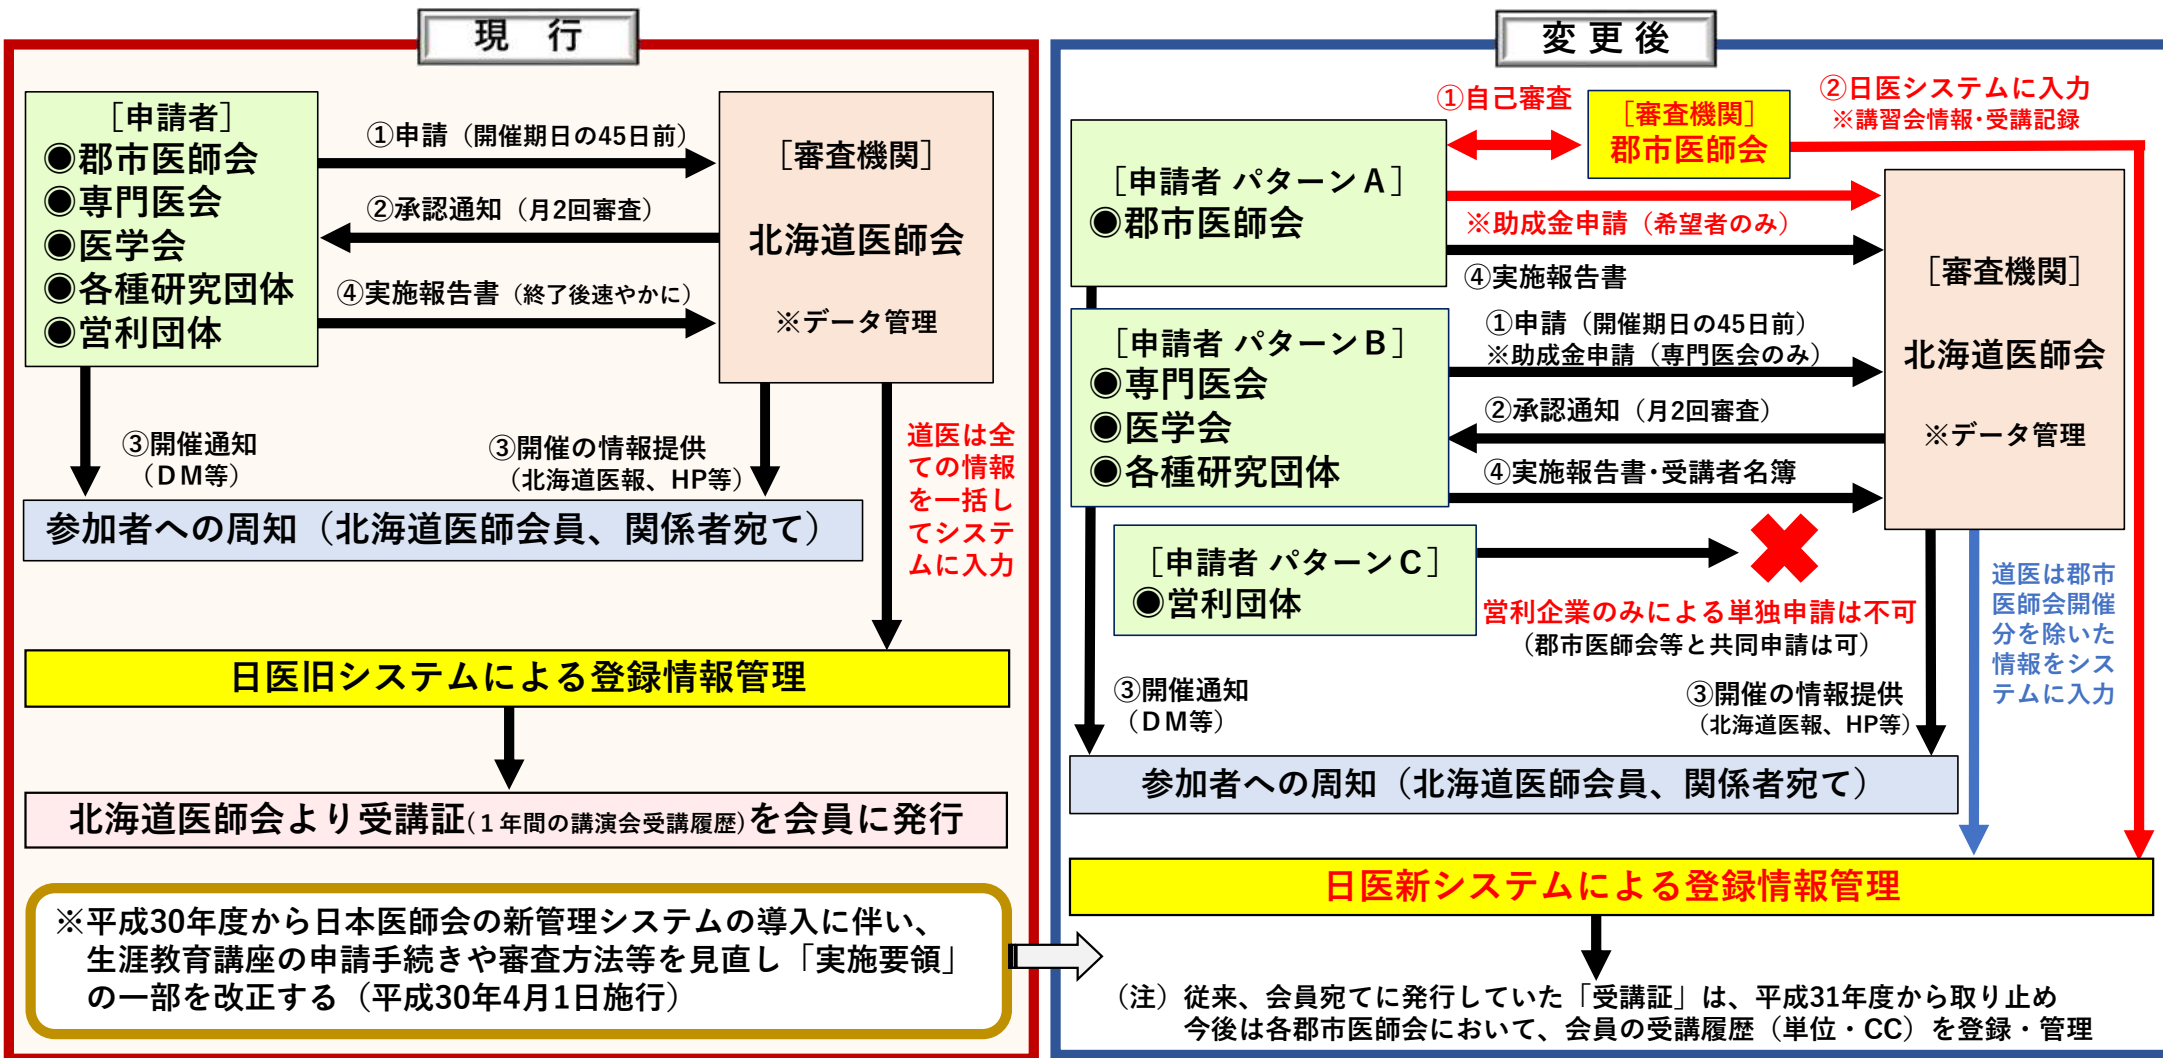 現 行
［申請者］
◉郡市医師会
◉専門医会
◉医学会
◉各種研究団体
◉営利団体
①申請（開催期日の45日前）
②承認通知（月2回審査）
④実施報告書（終了後速やかに）
［審査機関］
北海道医師会
※データ管理
③開催通知
（DM等）
③開催の情報提供
（北海道医報、HP等）
道医は全
ての情報
を一括し
てシステ
ムに入力
参加者への周知（北海道医師会員、関係者宛て）
日医旧システムによる登録情報管理
北海道医師会より受講証(１年間の講演会受講履歴)を会員に発行
※平成30年度から日本医師会の新管理システムの導入に伴い、
生涯教育講座の申請手続きや審査方法等を見直し「実施要領」
の一部を改正する（平成30年4月1日施行）
変更後
①自己審査
［審査機関］
郡市医師会
②日医システムに入力
※講習会情報･受講記録
［申請者 パターンＡ］
◉郡市医師会
※助成金申請（希望者のみ）
④実施報告書
［申請者 パターンＢ］
◉専門医会
◉医学会
◉各種研究団体
①申請（開催期日の45日前）
※助成金申請（専門医会のみ）
②承認通知（月2回審査）
④実施報告書･受講者名簿
［審査機関］
北海道医師会
※データ管理
［申請者 パターンＣ］
◉営利団体
営利企業のみによる単独申請は不可
（郡市医師会等と共同申請は可）
③開催通知
（DM等）
③開催の情報提供
（北海道医報、HP等）
道医は郡市
医師会開催
分を除いた
情報をシス
テムに入力
参加者への周知（北海道医師会員、関係者宛て）
日医新システムによる登録情報管理
（注）従来、会員宛てに発行していた「受講証」は、平成31年度から取り止め
今後は各郡市医師会において、会員の受講履歴（単位・CC）を登録・管理